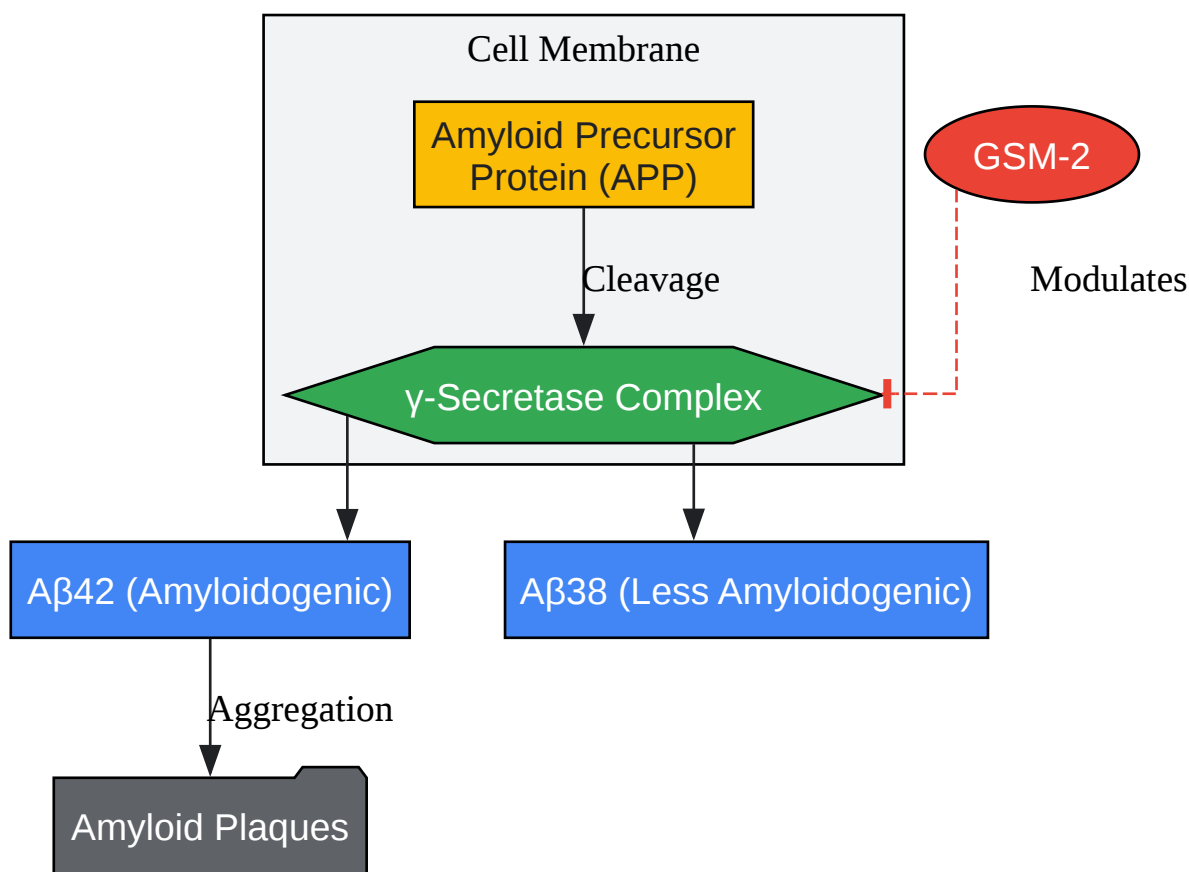 Cell Membrane
Amyloid Precursor
Protein (APP)
GSM-2
Cleavage
Modulates
γ-Secretase Complex
Aβ42 (Amyloidogenic)
Aβ38 (Less Amyloidogenic)
Aggregation
Amyloid Plaques